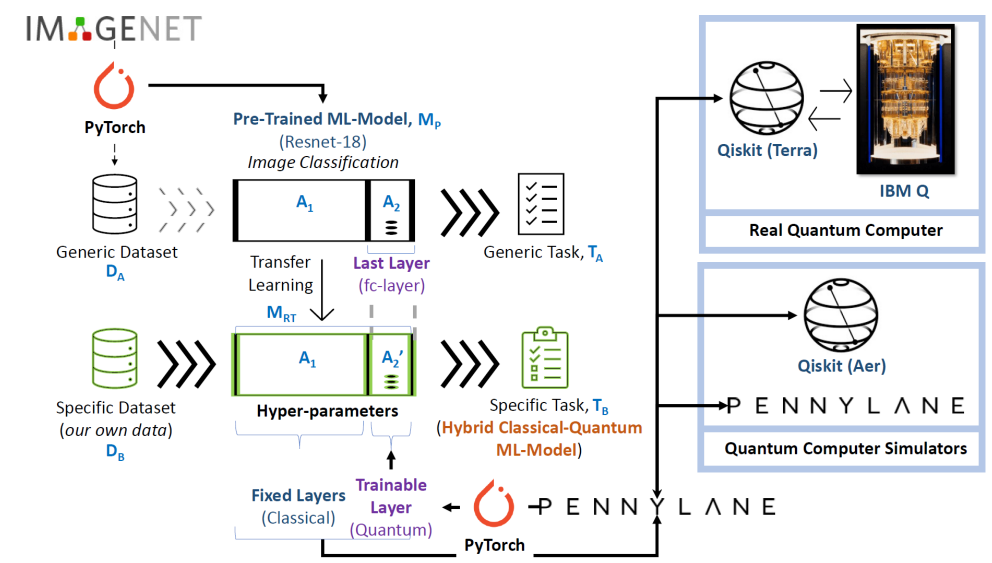 IMAGENET
PyTorch
Pre-Trained ML-Model, MP
(Resnet-18)
Image Classification
A1
A2
Generic Dataset
DA
Generic Task, TA
Transfer
Learning
Last Layer
(fc-layer)
MRT
A1
A2’
Specific Dataset
(our own data)
DB
Hyper-parameters
Specific Task, TB
(Hybrid Classical-Quantum
ML-Model)
Fixed Layers
(Classical)
Trainable
Layer
(Quantum)
PyTorch
PENNYLANE
Qiskit (Terra)
IBM Q
Real Quantum Computer
Qiskit (Aer)
PENNYLANE
Quantum Computer Simulators